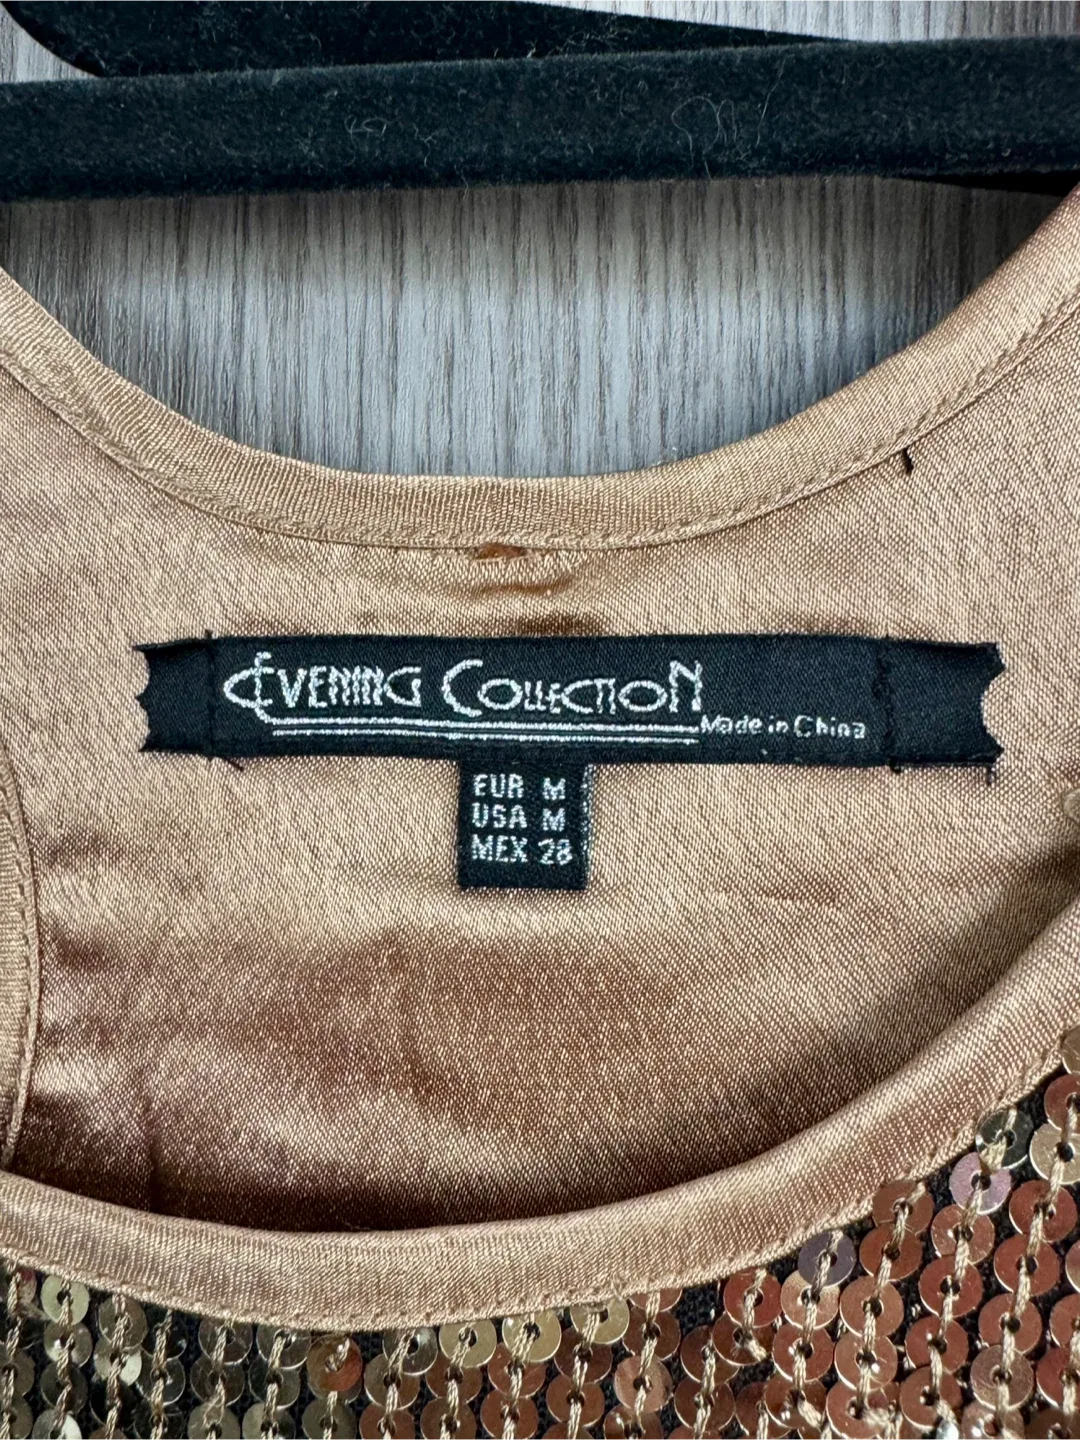 EVENING COLLECTION
Made in China
EUR M
USA M
MEX 28